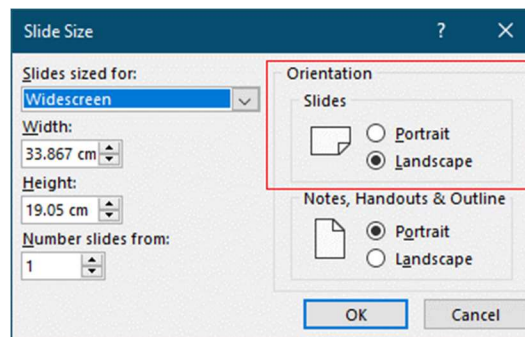 Slide Size ? X
Slides sized for:
Widescreen
Width:
33.867 cm
Height:
19.05 cm
Number slides from:
1
Orientation
Slides
Portrait
Landscape
Notes, Handouts & Outline
Portrait
Landscape
OK Cancel